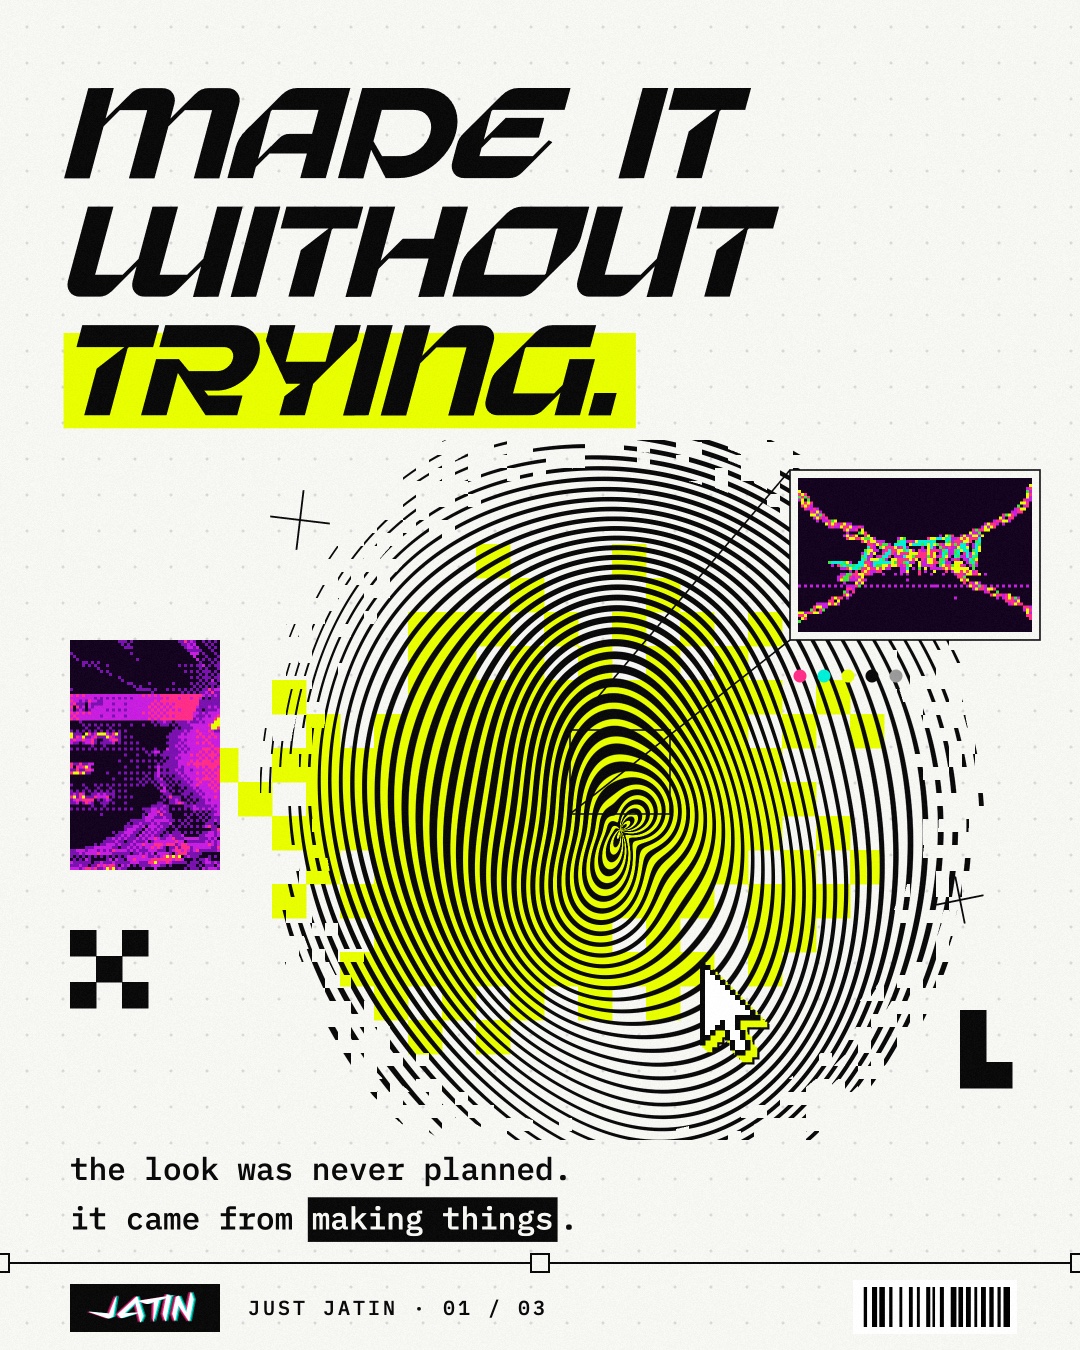 MADE IT
WITHOUT
TRYING.
the look was never planned.
it came from making things.
JATIN
JUST JATIN · 01 / 03